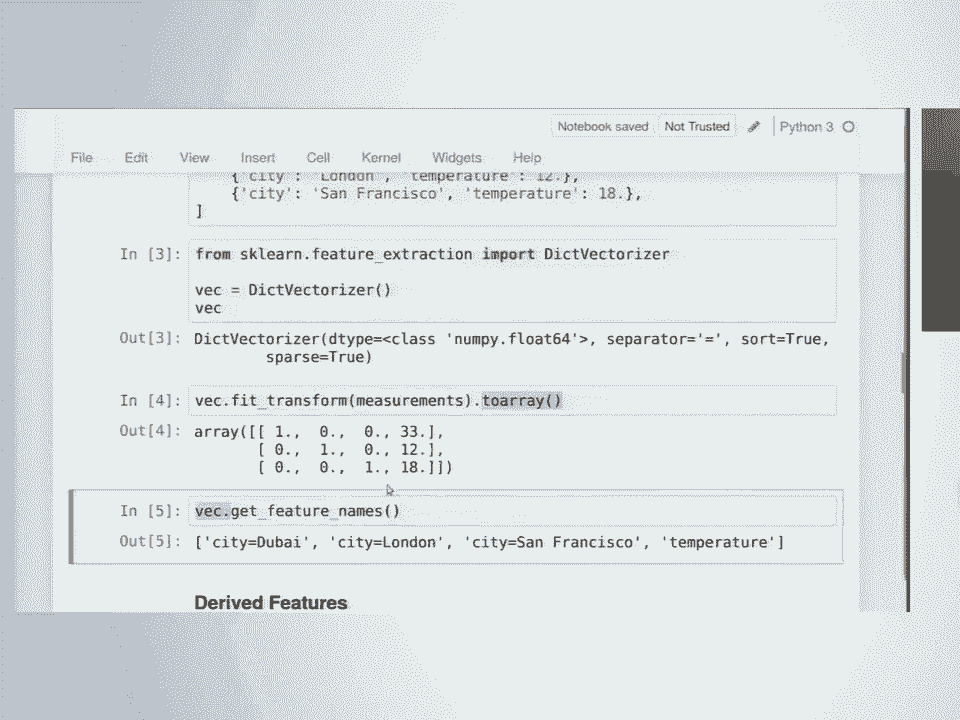 Notebook saved Not Trusted Python 3
File Edit View Insert Cell Kernel Widgets Help
{'city': 'London', 'temperature': 12.},
{'city': 'San Francisco', 'temperature': 18.},
]
In [3]: from sklearn.feature_extraction import DictVectorizer
vec = DictVectorizer()
vec
Out[3]: DictVectorizer(dtype=<class 'numpy.float64'>, separator='=', sort=True,
sparse=True)
In [4]: vec.fit_transform(measurements).toarray()
Out[4]: array([[ 1., 0., 0., 33.],
[ 0., 1., 0., 12.],
[ 0., 0., 1., 18.]])
In [5]: vec.get_feature_names()
Out[5]: ['city=Dubai', 'city=London', 'city=San Francisco', 'temperature']
Derived Features